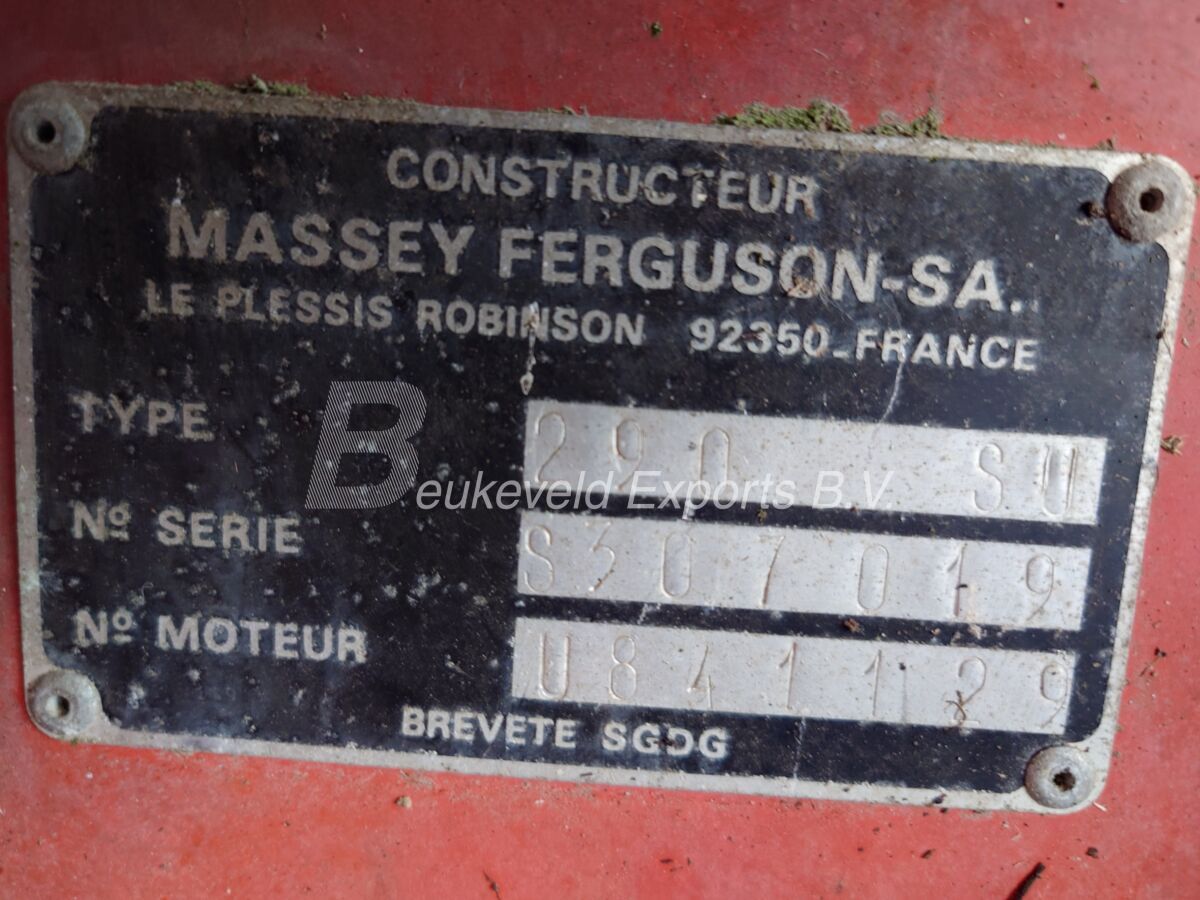 CONSTRUCTEUR
MASSEY FERGUSON-SA.
LE PLESSIS ROBINSON 92350-FRANCE
TYPE 290 SU
Beukeveld Exports B.V.
Nº SERIE S307019
Nº MOTEUR U841129
BREVETE SGDG